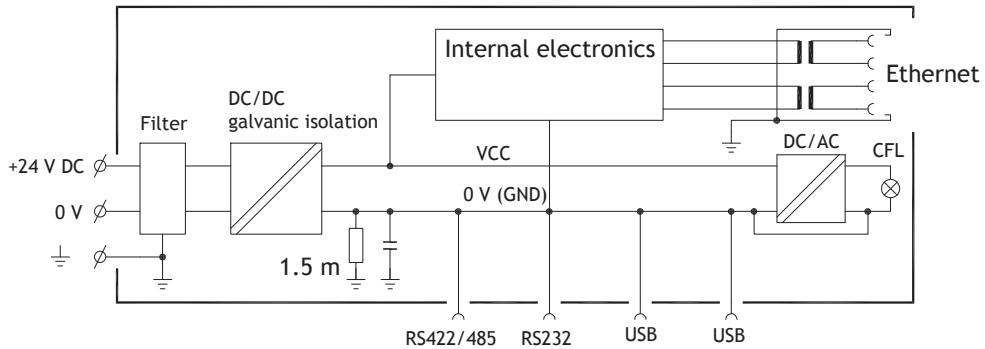 Internal electronics
Ethernet
DC/DC
galvanic isolation
Filter
DC/AC
CFL
+24 V DC
VCC
0 V (GND)
0 V
1.5 m
RS422/485
RS232
USB
USB